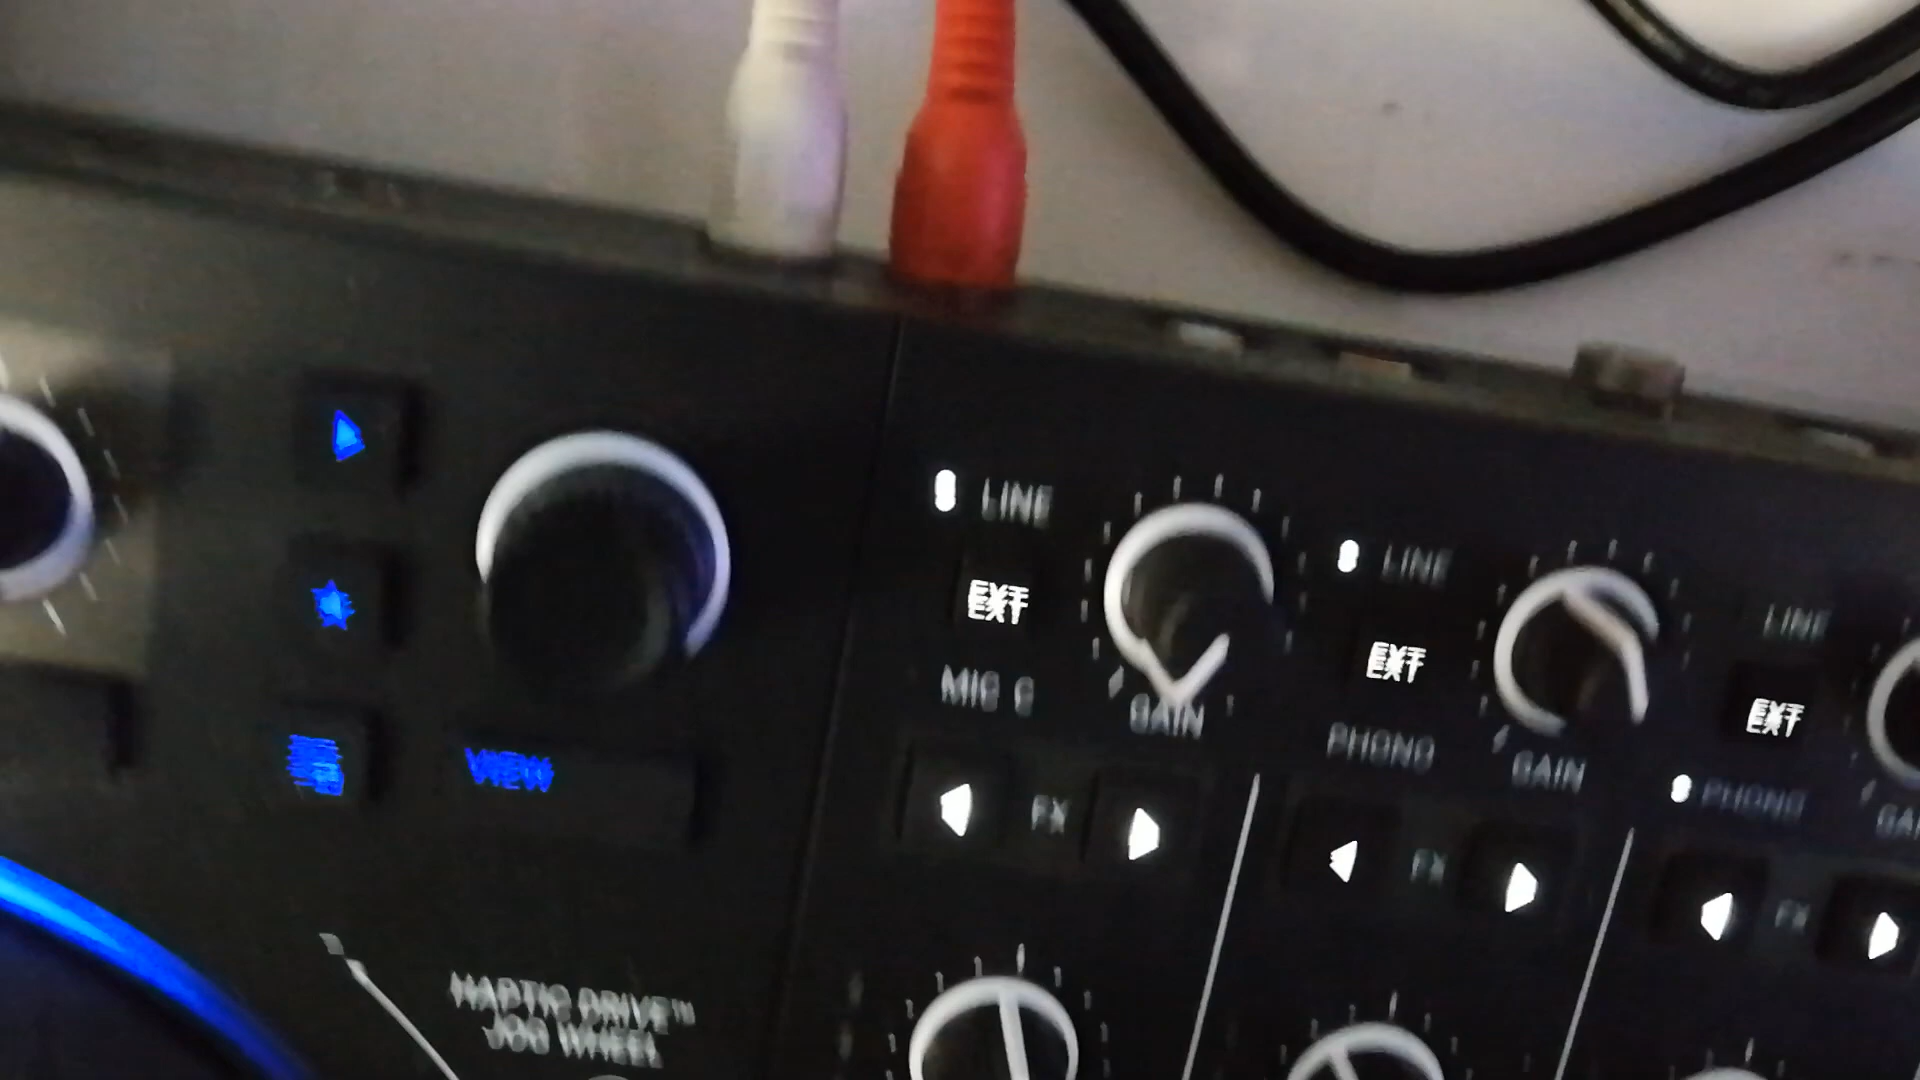 LINE
EXT
MIC 2
GAIN
FX
LINE
EXT
PHONO
GAIN
FX
LINE
EXT
PHONO
FX
VIEW
HAPTIC DRIVE™
JOG WHEEL